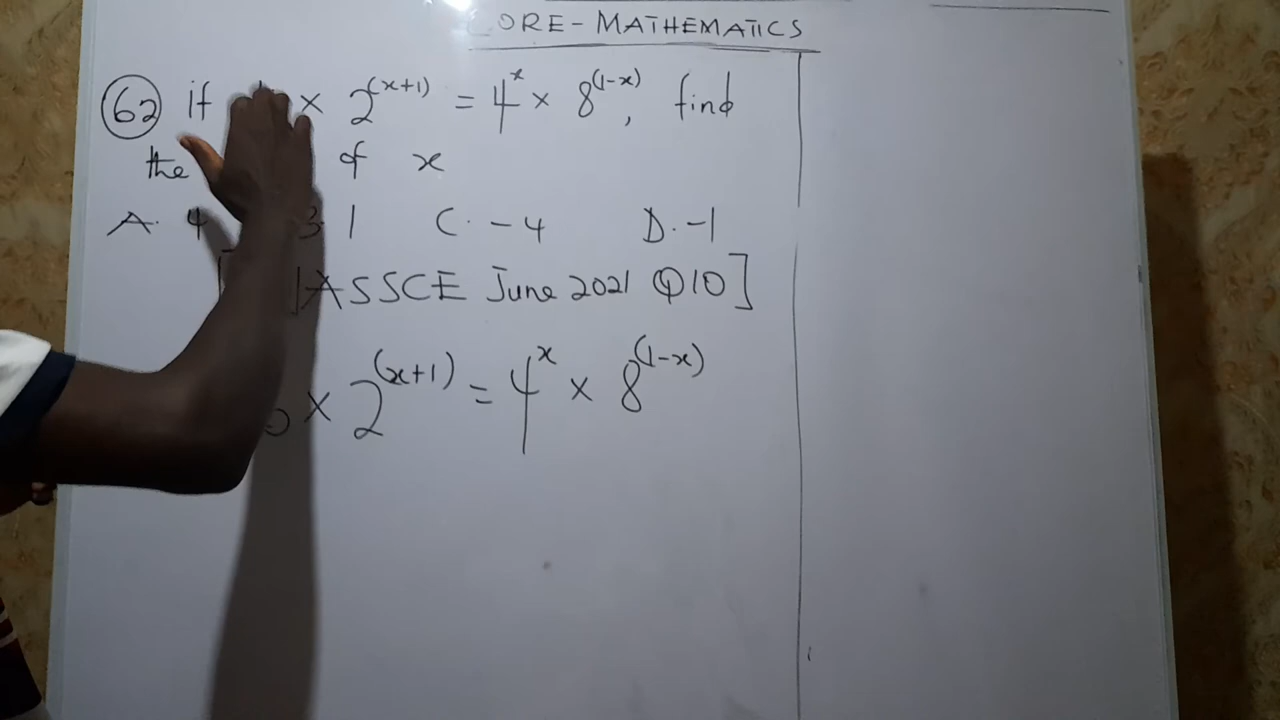 CORE-MATHEMATICS
62 If × 2^(x+1) = 4^x × 8^(1-x), find
the of x
A. 4 B. 1 C. -4 D. -1
ASSCE June 2021 Q10]
× 2^(x+1) = 4^x × 8^(1-x)